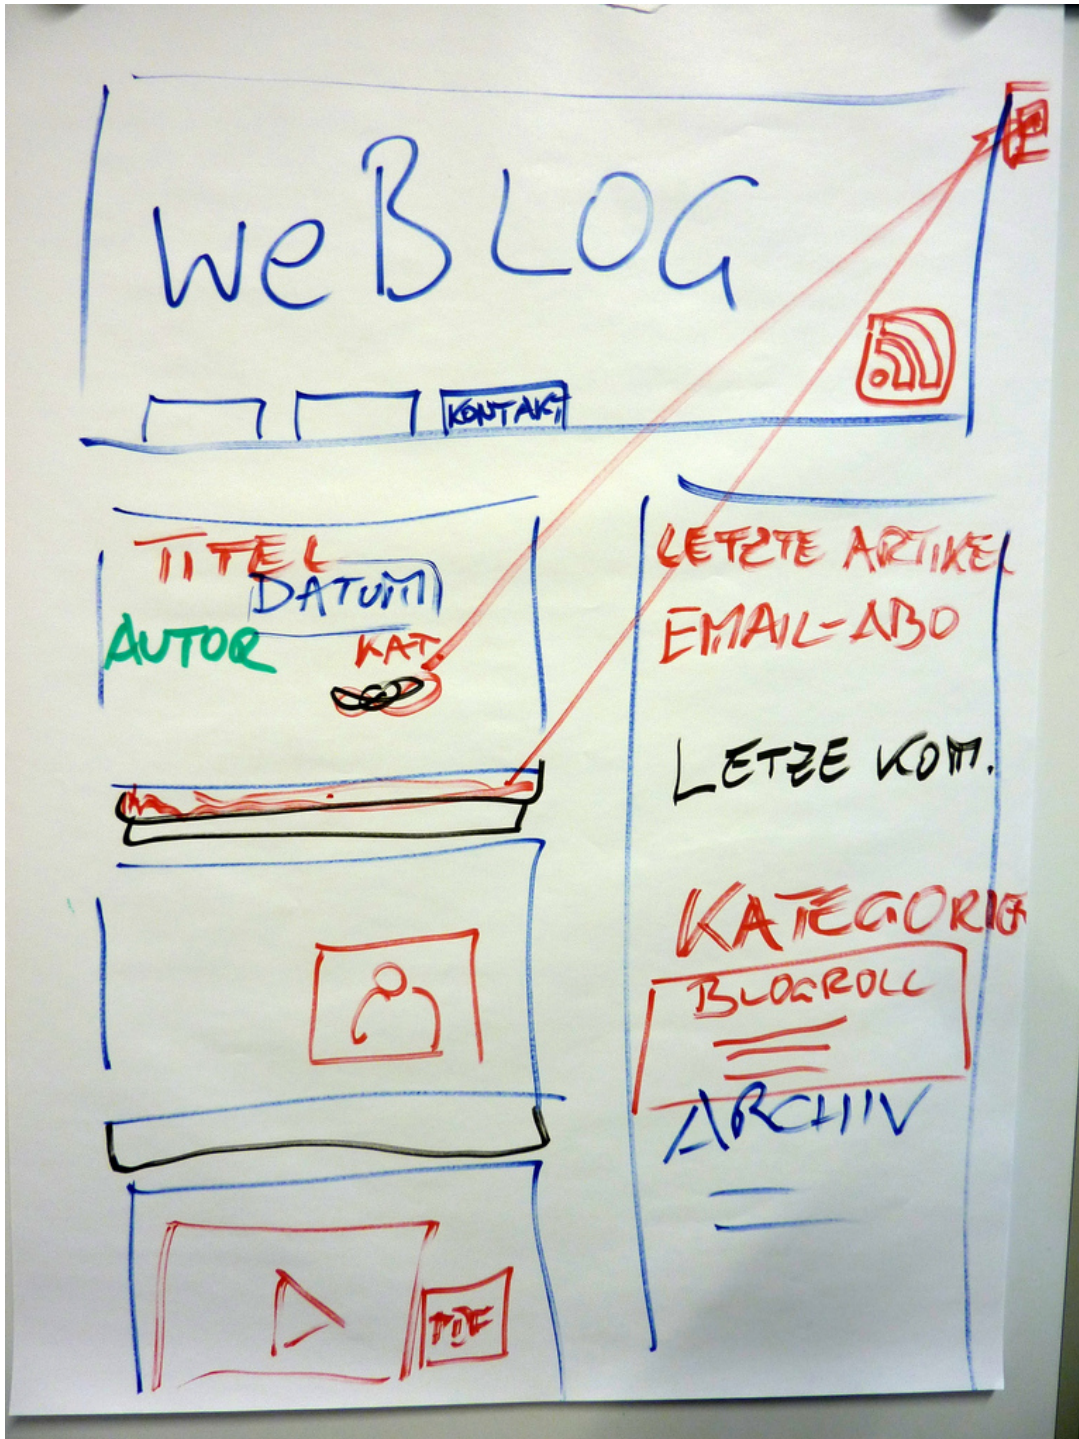 weBLOG
KONTAKT
TITEL
DATUM
AUTOR
KAT.
LETZTE ARTIKEL
EMAIL-ABO
LETZE KOM.
KATEGORIE
BLOGROLL
ARCHIV
PDF